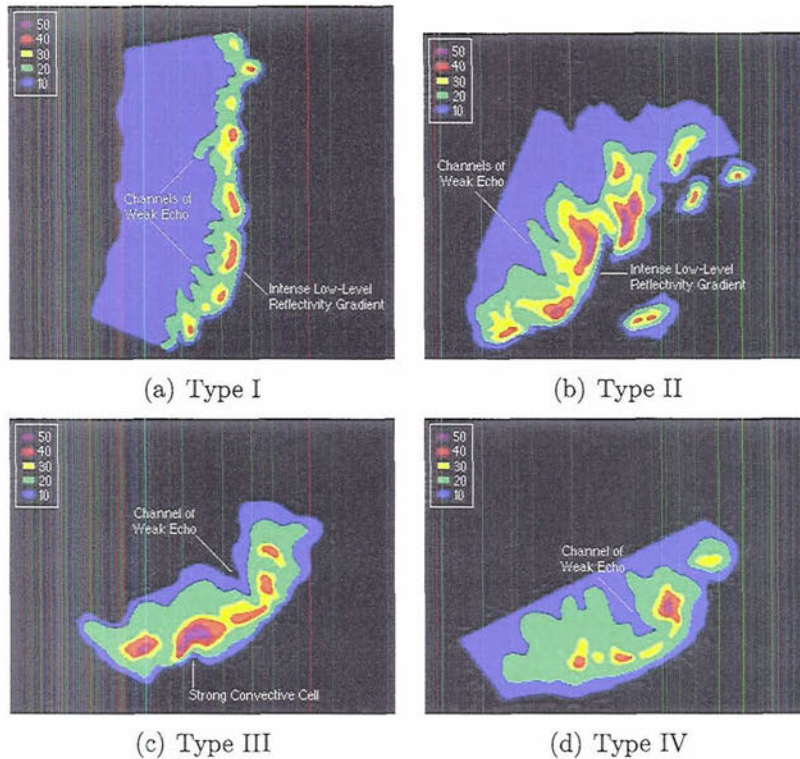 50
40
30
20
10
Channels of
Weak Echo
Intense Low-Level
Reflectivity Gradient
(a) Type I
50
40
30
20
10
Channels of
Weak Echo
Intense Low-Level
Reflectivity Gradient
(b) Type II
50
40
30
20
10
Channel of
Weak Echo
Strong Convective Cell
(c) Type III
50
40
30
20
10
Channel of
Weak Echo
(d) Type IV